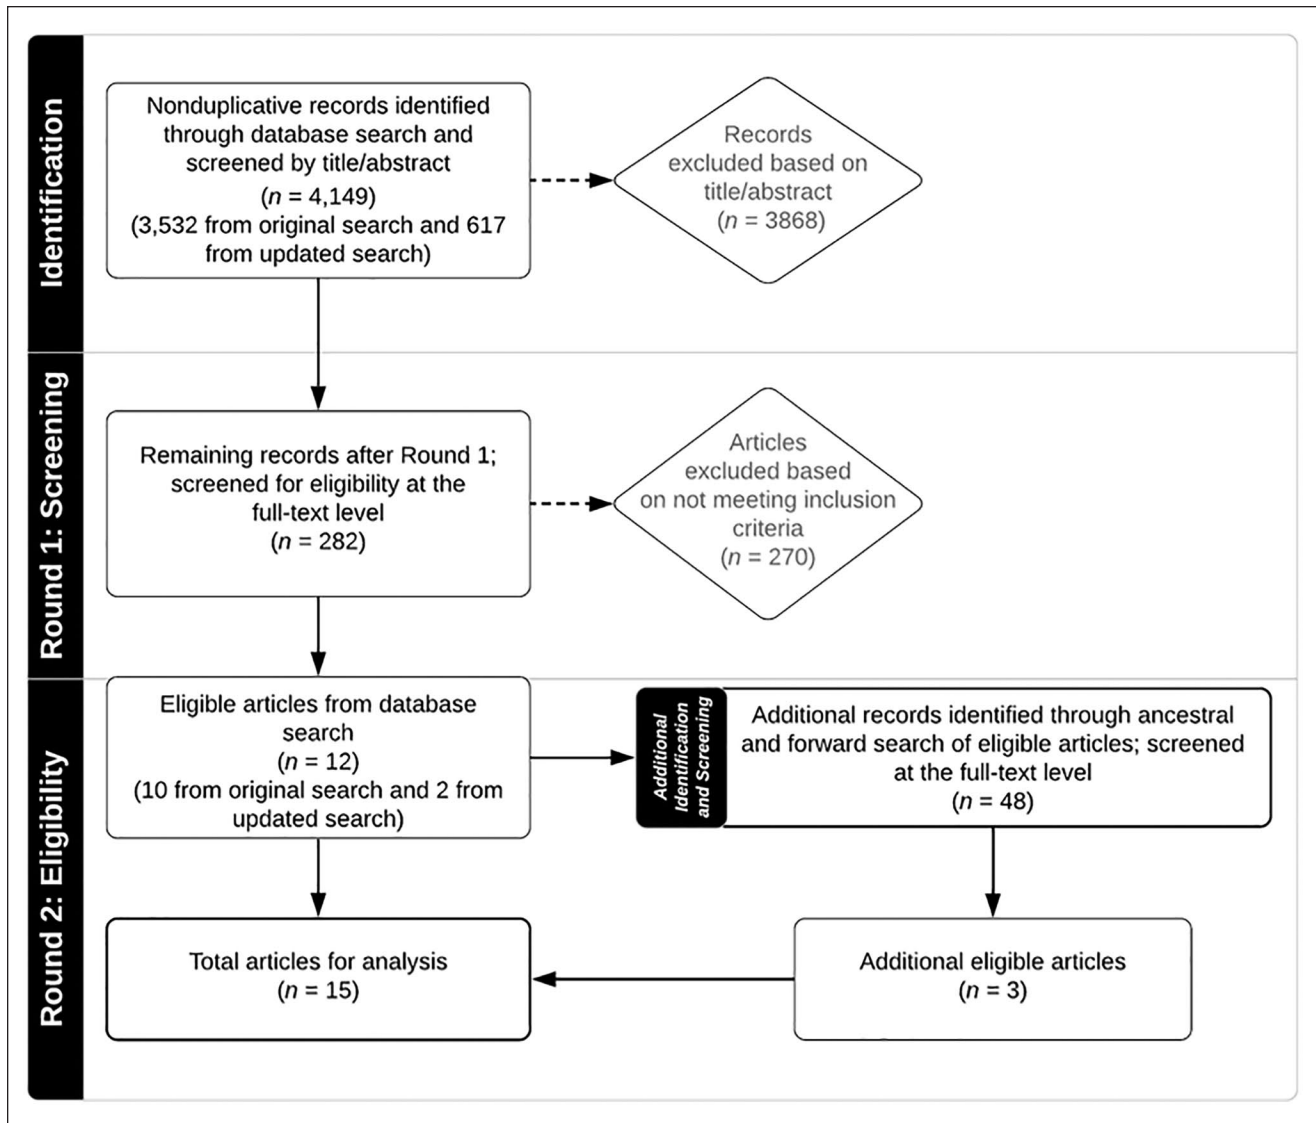 Identification
Nonduplicative records identified
through database search and
screened by title/abstract
(n = 4,149)
(3,532 from original search and 617
from updated search)
Records
excluded based on
title/abstract
(n = 3868)
Round 1: Screening
Remaining records after Round 1;
screened for eligibility at the
full-text level
(n = 282)
Articles
excluded based
on not meeting inclusion
criteria
(n = 270)
Round 2: Eligibility
Eligible articles from database
search
(n = 12)
(10 from original search and 2 from
updated search)
Additional
Identification
and Screening
Additional records identified through ancestral
and forward search of eligible articles; screened
at the full-text level
(n = 48)
Total articles for analysis
(n = 15)
Additional eligible articles
(n = 3)